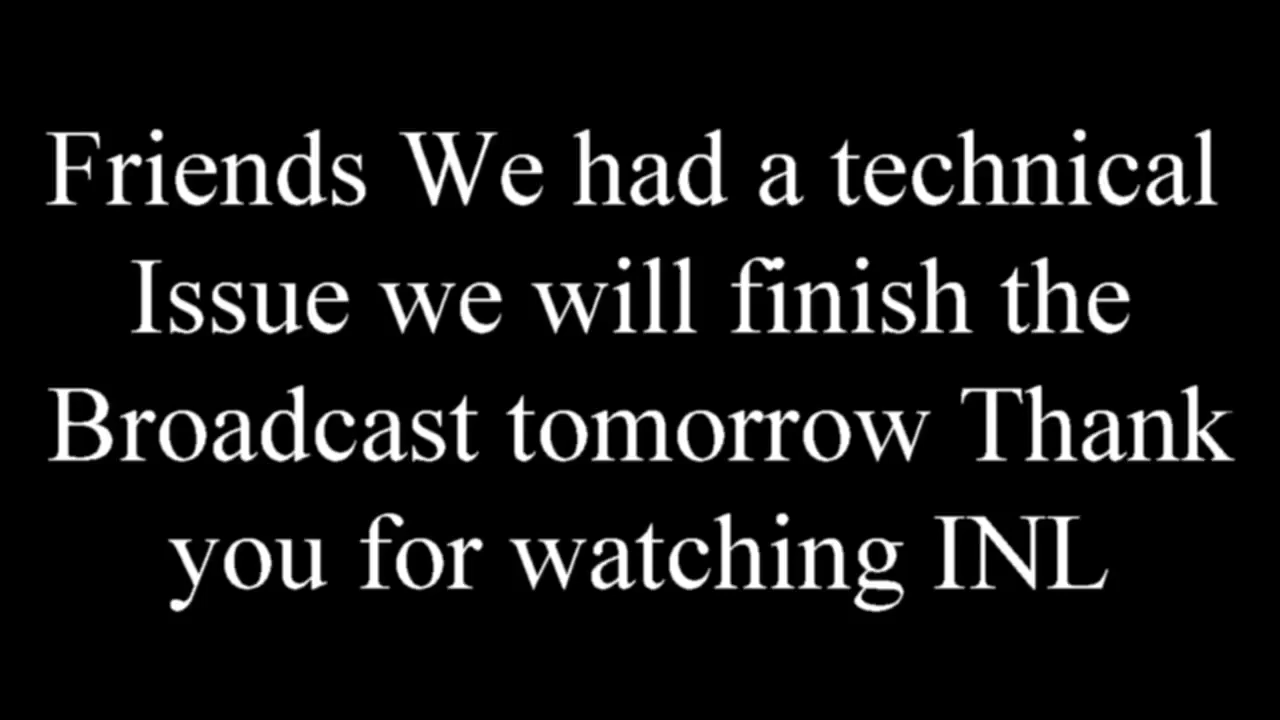 Friends We had a technical
Issue we will finish the
Broadcast tomorrow Thank
you for watching INL